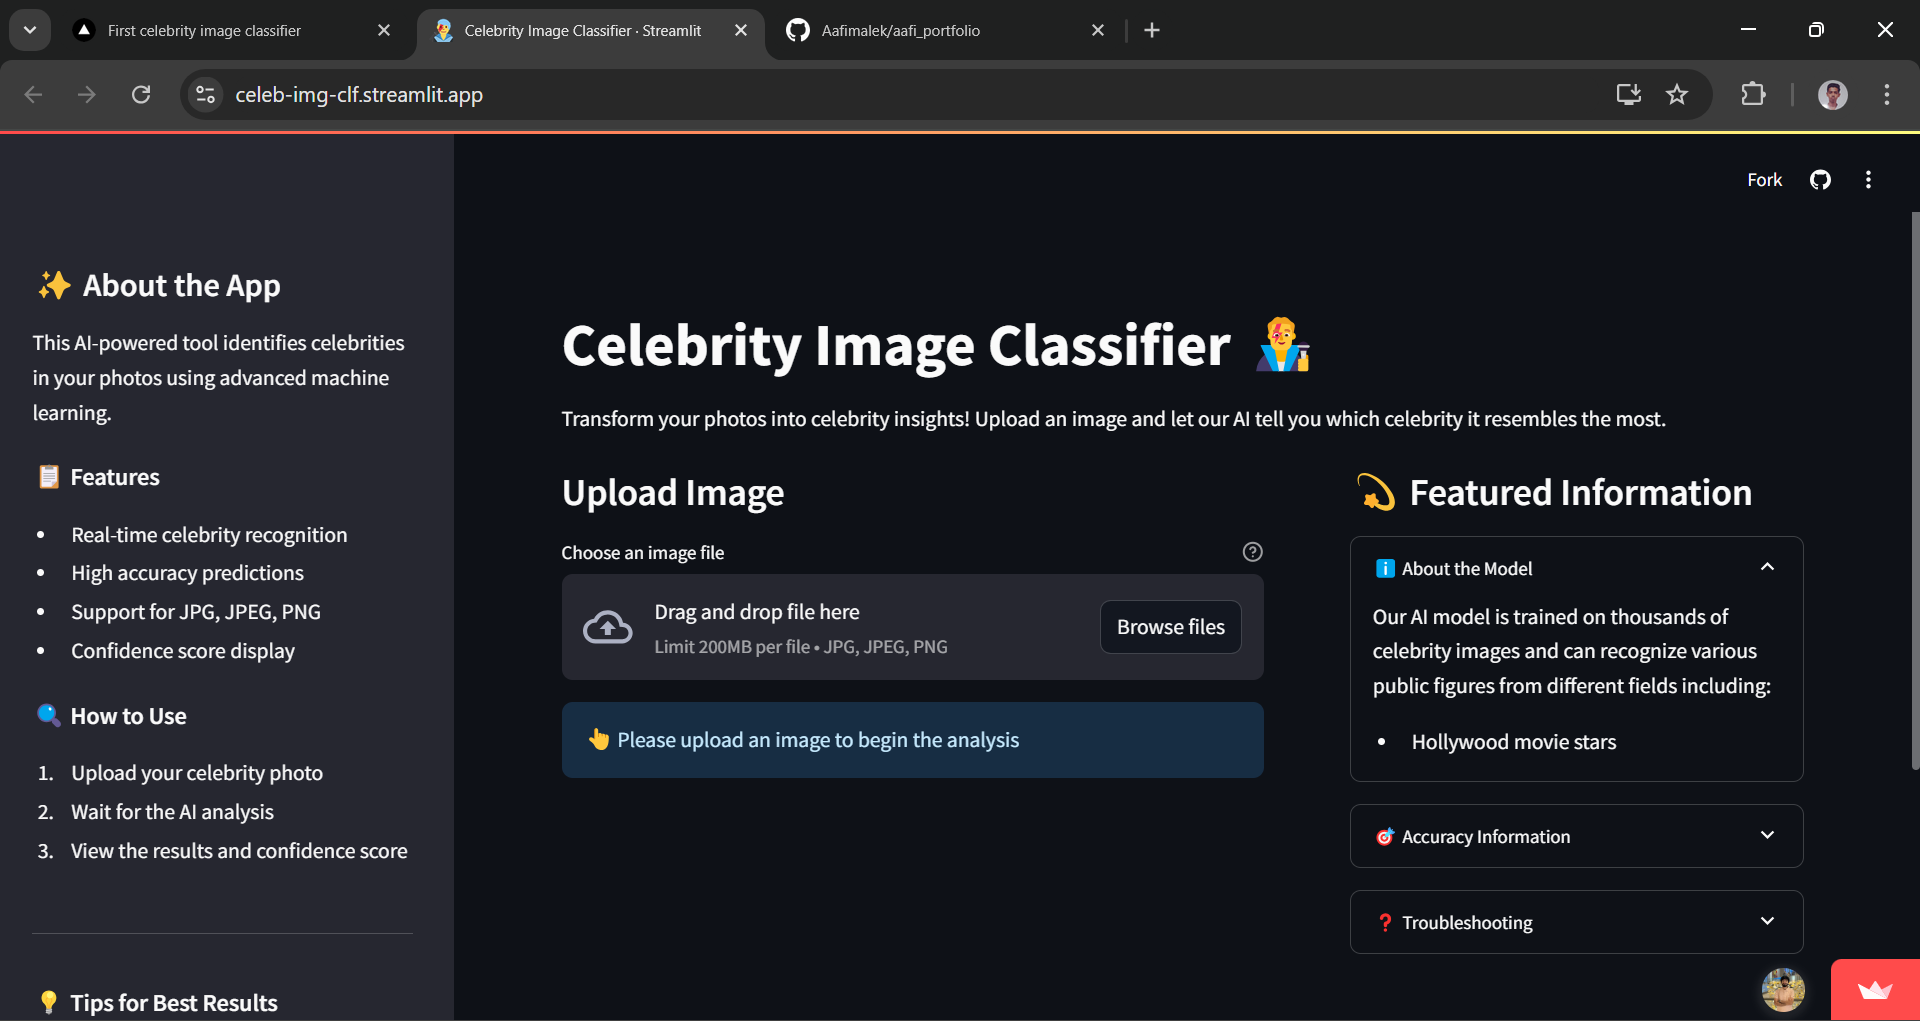 First celebrity image classifier
Celebrity Image Classifier · Streamlit
Aafimalek/aafi_portfolio
celeb-img-clf.streamlit.app
Fork
✨ About the App
This AI-powered tool identifies celebrities
in your photos using advanced machine
learning.
📋 Features
• Real-time celebrity recognition
• High accuracy predictions
• Support for JPG, JPEG, PNG
• Confidence score display
🔍 How to Use
1. Upload your celebrity photo
2. Wait for the AI analysis
3. View the results and confidence score
💡 Tips for Best Results
Celebrity Image Classifier 👨‍🎤
Transform your photos into celebrity insights! Upload an image and let our AI tell you which celebrity it resembles the most.
Upload Image
Choose an image file
Drag and drop file here
Limit 200MB per file • JPG, JPEG, PNG
Browse files
👆 Please upload an image to begin the analysis
💫 Featured Information
ℹ️ About the Model
Our AI model is trained on thousands of
celebrity images and can recognize various
public figures from different fields including:
• Hollywood movie stars
🎯 Accuracy Information
❓ Troubleshooting